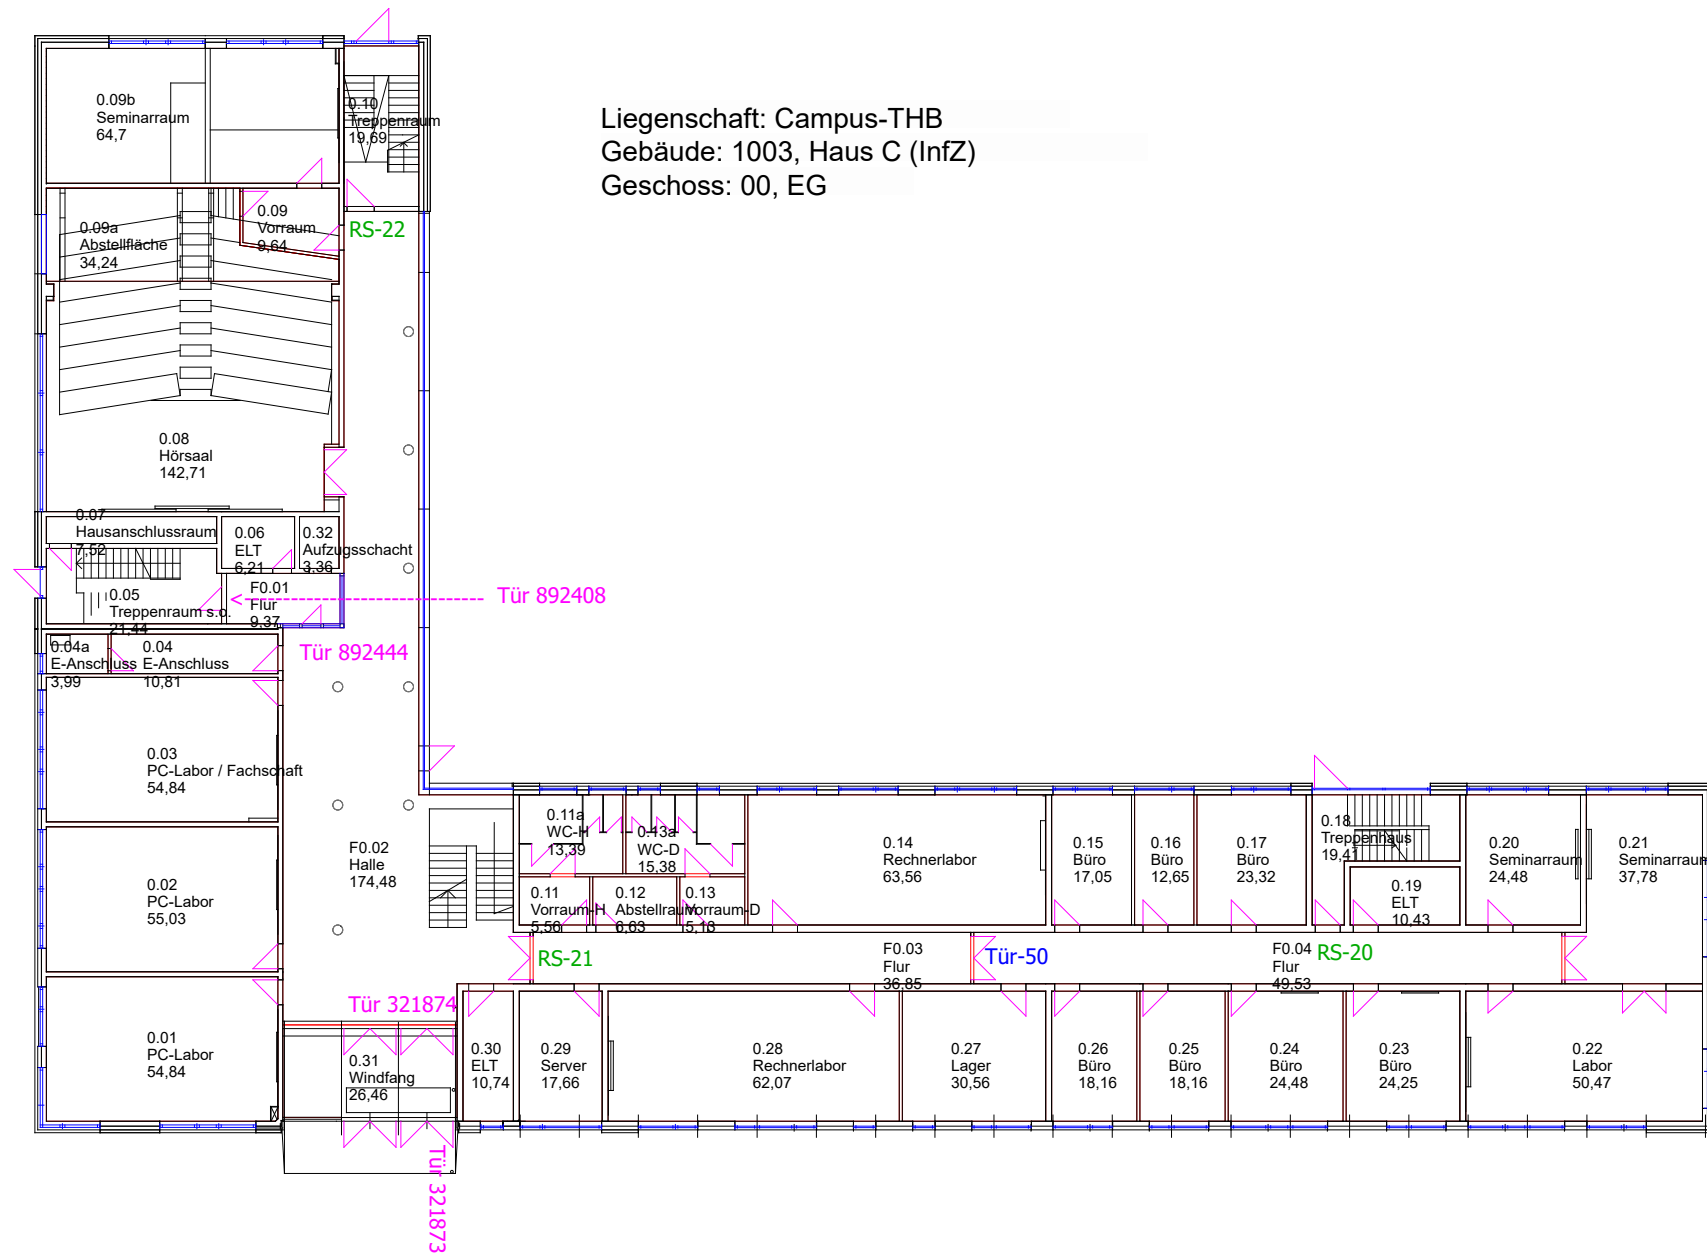 Liegenschaft: Campus-THB
Gebäude: 1003, Haus C (InfZ)
Geschoss: 00, EG
0.09b
Seminarraum
64,7
0.10
Treppenraum
19,69
0.09a
Abstellfläche
34,24
0.09
Vorraum
9,64
RS-22
0.08
Hörsaal
142,71
0.07
Hausanschlussraum
7,52
0.06
ELT
6,21
0.32
Aufzugsschacht
3,36
0.05
Treppenraum s.o.
21,44
F0.01
Flur
9,37
Tür 892408
Tür 892444
0.04a
E-Anschluss
3,99
0.04
E-Anschluss
10,81
0.03
PC-Labor / Fachschaft
54,84
0.02
PC-Labor
55,03
F0.02
Halle
174,48
0.01
PC-Labor
54,84
Tür 321874
0.31
Windfang
26,46
Tür 321873
0.11a
WC-H
13,39
0.13a
WC-D
15,38
0.11
Vorraum-H
5,56
0.12
Abstellraum
6,63
0.13
Vorraum-D
5,13
0.14
Rechnerlabor
63,56
0.15
Büro
17,05
0.16
Büro
12,65
0.17
Büro
23,32
0.18
Treppenhaus
19,41
0.19
ELT
10,43
0.20
Seminarraum
24,48
0.21
Seminarraum
37,78
RS-21
F0.03
Flur
36,85
Tür-50
F0.04
Flur
49,53
RS-20
0.30
ELT
10,74
0.29
Server
17,66
0.28
Rechnerlabor
62,07
0.27
Lager
30,56
0.26
Büro
18,16
0.25
Büro
18,16
0.24
Büro
24,48
0.23
Büro
24,25
0.22
Labor
50,47